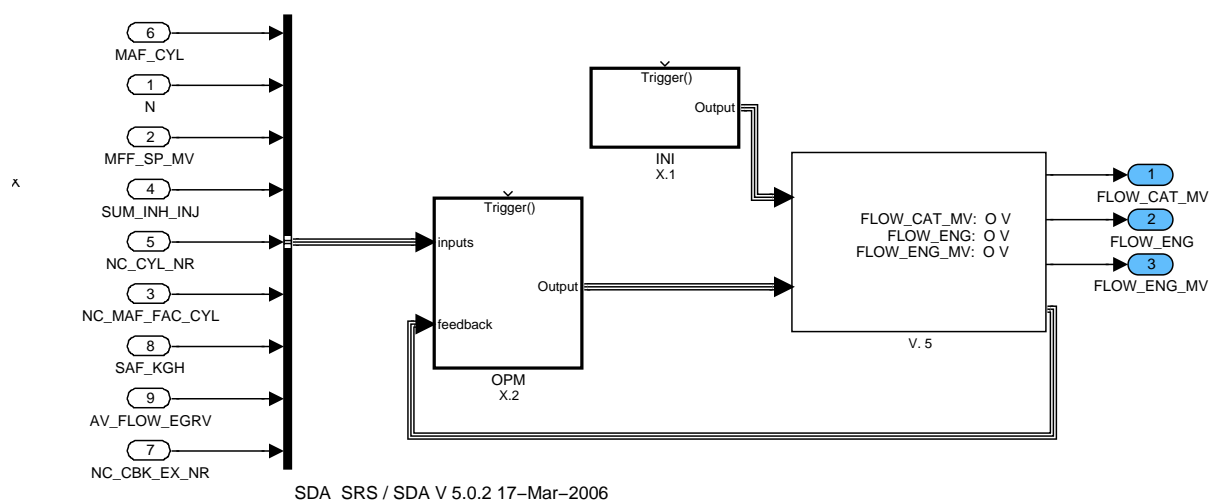 6
MAF_CYL
1
N
2
MFF_SP_MV
4
SUM_INH_INJ
5
NC_CYL_NR
3
NC_MAF_FAC_CYL
8
SAF_KGH
9
AV_FLOW_EGRV
7
NC_CBK_EX_NR
X
Trigger()
Output
INI
X.1
Trigger()
inputs
Output
feedback
OPM
X.2
FLOW_CAT_MV: O V
FLOW_ENG: O V
FLOW_ENG_MV: O V
V. 5
1
FLOW_CAT_MV
2
FLOW_ENG
3
FLOW_ENG_MV
SDA SRS / SDA V 5.0.2 17−Mar−2006